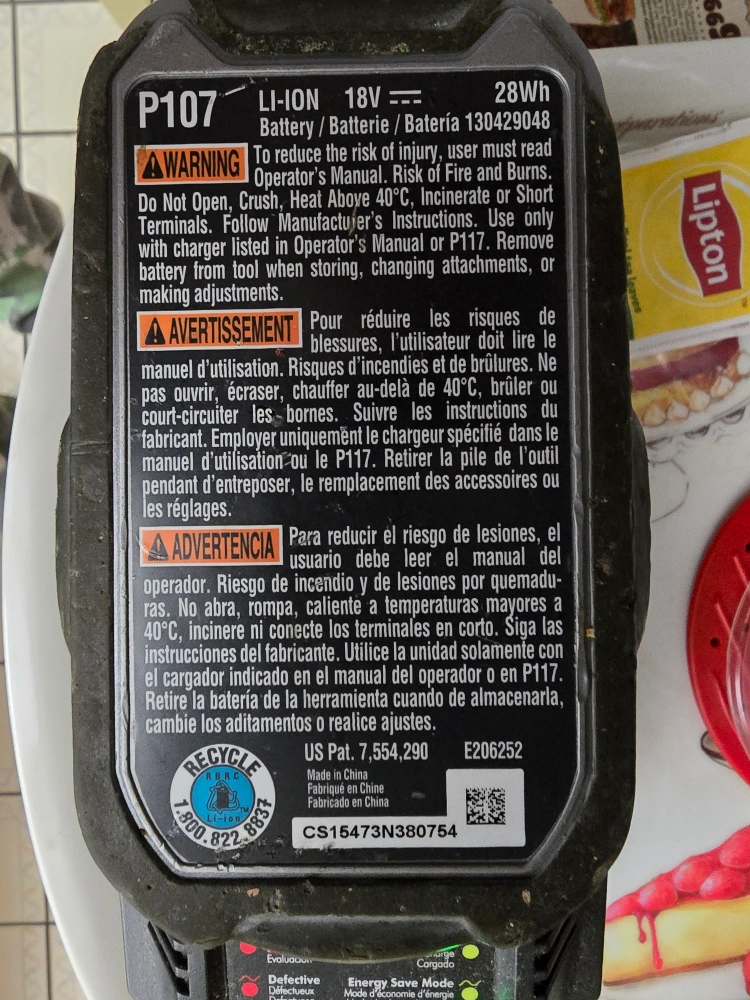 P107 LI-ION 18V 28Wh
Battery / Batterie / Batería 130429048
WARNING To reduce the risk of injury, user must read
Operator's Manual. Risk of Fire and Burns.
Do Not Open, Crush, Heat Above 40°C, Incinerate or Short
Terminals. Follow Manufacturer's Instructions. Use only
with charger listed in Operator's Manual or P117. Remove
battery from tool when storing, changing attachments, or
making adjustments.
AVERTISSEMENT Pour réduire les risques de
blessures, l'utilisateur doit lire le
manuel d'utilisation. Risques d'incendies et de brûlures. Ne
pas ouvrir, écraser, chauffer au-delà de 40°C, brûler ou
court-circuiter les bornes. Suivre les instructions du
fabricant. Employer uniquement le chargeur spécifié dans le
manuel d'utilisation ou le P117. Retirer la pile de l'outil
pendant d'entreposer, le remplacement des accessoires ou
les réglages.
ADVERTENCIA Para reducir el riesgo de lesiones, el
usuario debe leer el manual del
operador. Riesgo de incendio y de lesiones por quemadu-
ras. No abra, rompa, caliente a temperaturas mayores a
40°C, incinere ni conecte los terminales en corto. Siga las
instrucciones del fabricante. Utilice la unidad solamente con
el cargador indicado en el manual del operador o en P117.
Retire la batería de la herramienta cuando de almacenarla,
cambie los aditamentos o realice ajustes.
RECYCLE
RBRC
Li-ion TM
1.800.822.8837
US Pat. 7,554,290 E206252
Made in China
Fabriqué en Chine
Fabricado en China
CS15473N380754
Evaluación
Cargado
Defective
Défectueux
Energy Save Mode
Mode d'économie d'énergie
Lipton